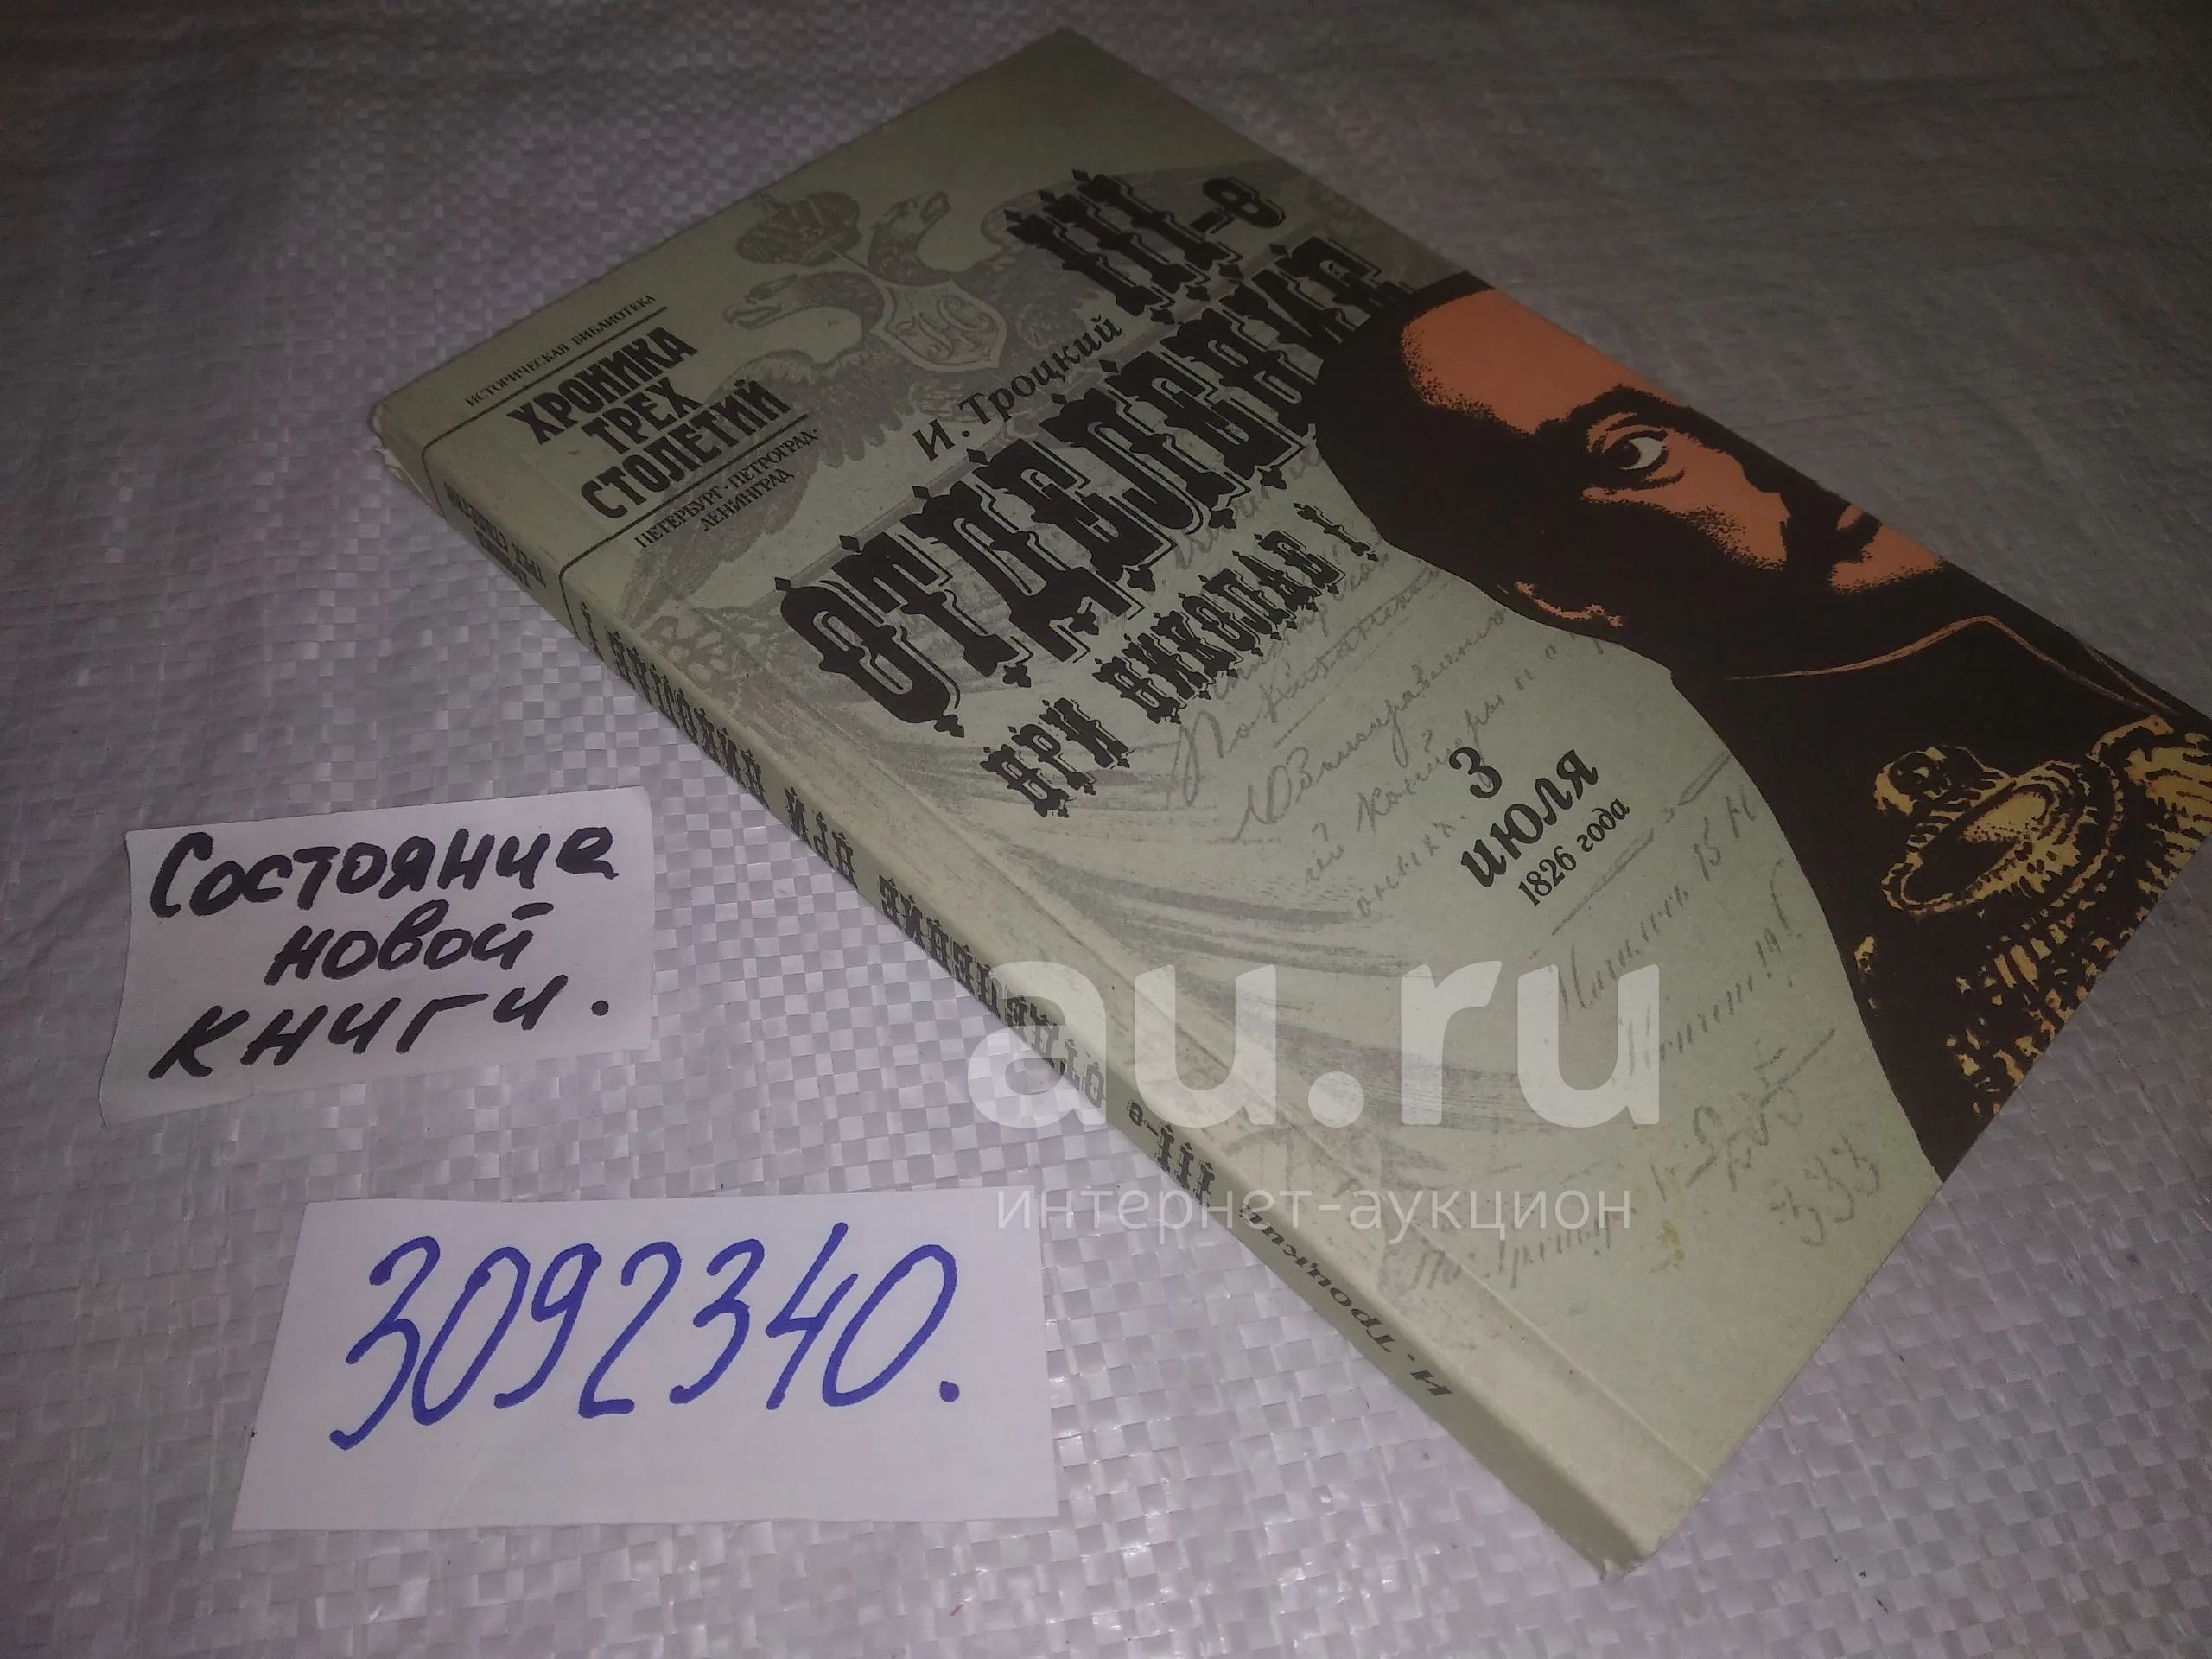 ИСТОРИЧЕСКАЯ БИБЛИОТЕКА
ХРОНИКА
ТРЕХ
СТОЛЕТИЙ
ПЕТЕРБУРГ·ПЕТРОГРАД·
ЛЕНИНГРАД
И. Троцкий
III-е
ОТДЕЛЕНИЕ
ПРИ НИКОЛАЕ I
3
июля
1826 года
333
И. Троцкий III-е ОТДЕЛЕНИЕ ПРИ НИКОЛАЕ I
Состояние
новой
книги.
3092340.
au.ru
интернет-аукцион